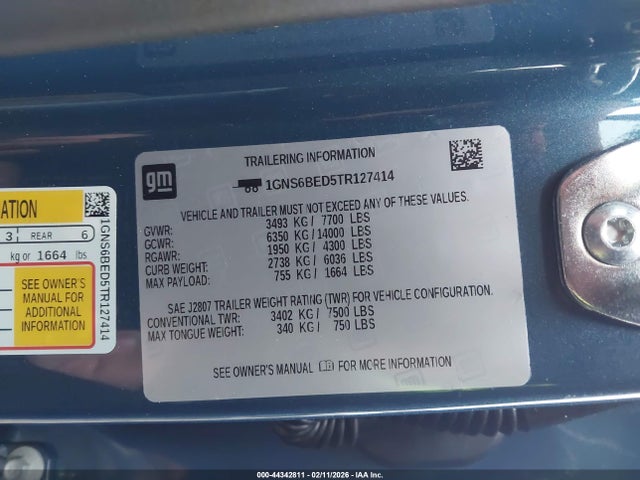 gm
TRAILERING INFORMATION
1GNS6BED5TR127414
VEHICLE AND TRAILER MUST NOT EXCEED ANY OF THESE VALUES.
GVWR: 3493 KG / 7700 LBS
GCWR: 6350 KG / 14000 LBS
RGAWR: 1950 KG / 4300 LBS
CURB WEIGHT: 2738 KG / 6036 LBS
MAX PAYLOAD: 755 KG / 1664 LBS
SAE J2807 TRAILER WEIGHT RATING (TWR) FOR VEHICLE CONFIGURATION.
CONVENTIONAL TWR: 3402 KG / 7500 LBS
MAX TONGUE WEIGHT: 340 KG / 750 LBS
SEE OWNER'S MANUAL FOR MORE INFORMATION
ATION
3 REAR 6
kg or 1664 lbs
SEE OWNER'S
MANUAL FOR
ADDITIONAL
INFORMATION
1GNS6BED5TR127414
000-44342811 - 02/11/2026 - IAA Inc.